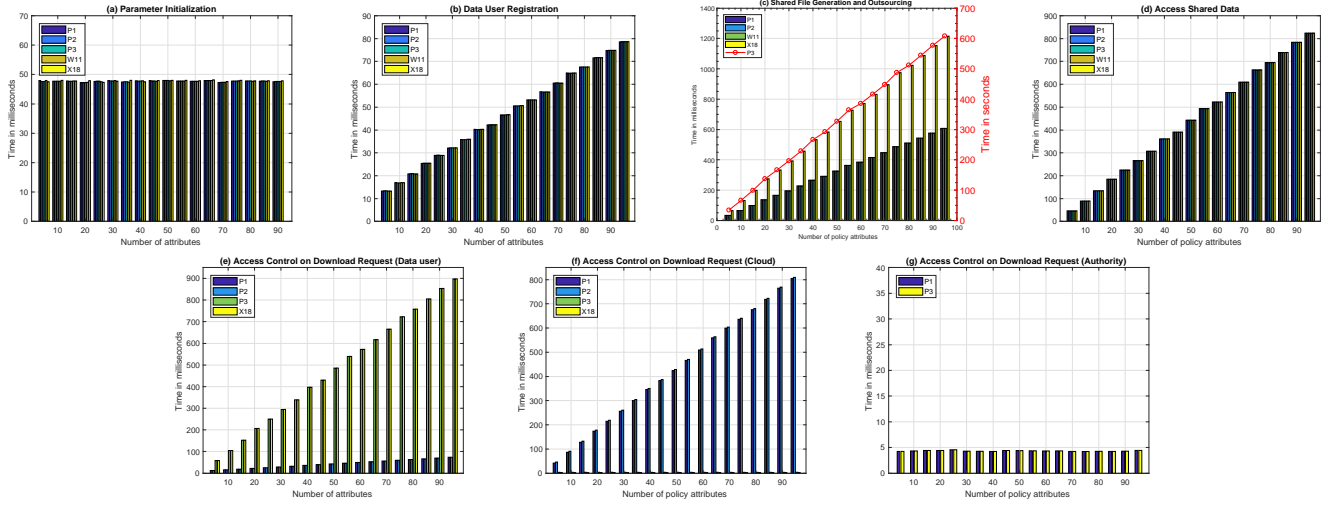 (a) Parameter Initialization
70
60
50
40
30
20
10
0
Time in milliseconds
P1
P2
P3
W11
X18
10 20 30 40 50 60 70 80 90
Number of attributes
(b) Data User Registration
90
80
70
60
50
40
30
20
10
0
Time in milliseconds
P1
P2
P3
W11
X18
10 20 30 40 50 60 70 80 90
Number of attributes
(c) Shared File Generation and Outsourcing
1400
1200
1000
800
600
400
200
0
Time in milliseconds
P1
P2
W11
X18
P3
700
600
500
400
300
200
100
0
Time in seconds
0 10 20 30 40 50 60 70 80 90 100
Number of policy attributes
(d) Access Shared Data
900
800
700
600
500
400
300
200
100
0
Time in milliseconds
P1
P2
P3
W11
X18
10 20 30 40 50 60 70 80 90
Number of policy attributes
(e) Access Control on Download Request (Data user)
900
800
700
600
500
400
300
200
100
0
Time in milliseconds
P1
P2
P3
X18
10 20 30 40 50 60 70 80 90
Number of attributes
(f) Access Control on Download Request (Cloud)
800
700
600
500
400
300
200
100
0
Time in milliseconds
P1
P2
P3
X18
10 20 30 40 50 60 70 80 90
Number of policy attributes
(g) Access Control on Download Request (Authority)
40
35
30
25
20
15
10
5
0
Time in milliseconds
P1
P3
10 20 30 40 50 60 70 80 90
Number of policy attributes